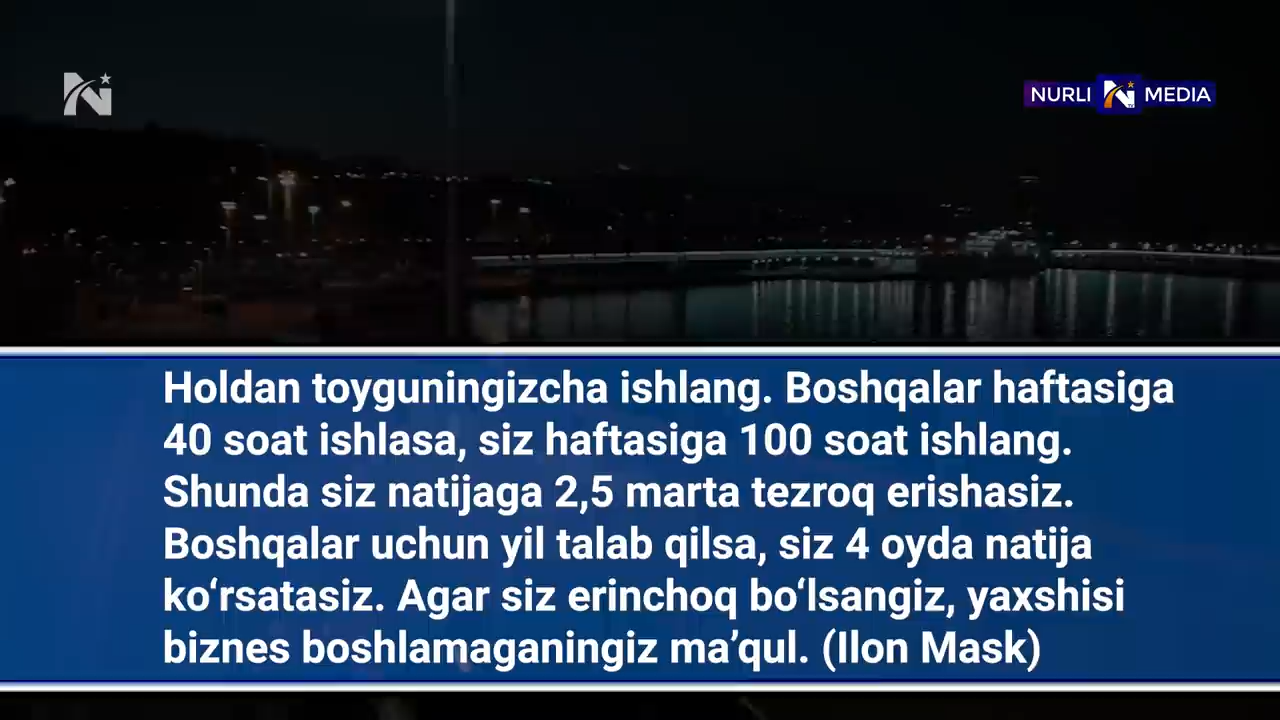 NURLI N MEDIA
Holdan toyguningizcha ishlang. Boshqalar haftasiga
40 soat ishlasa, siz haftasiga 100 soat ishlang.
Shunda siz natijaga 2,5 marta tezroq erishasiz.
Boshqalar uchun yil talab qilsa, siz 4 oyda natija
ko‘rsatasiz. Agar siz erinchoq bo‘lsangiz, yaxshisi
biznes boshlamaganingiz ma’qul. (Ilon Mask)